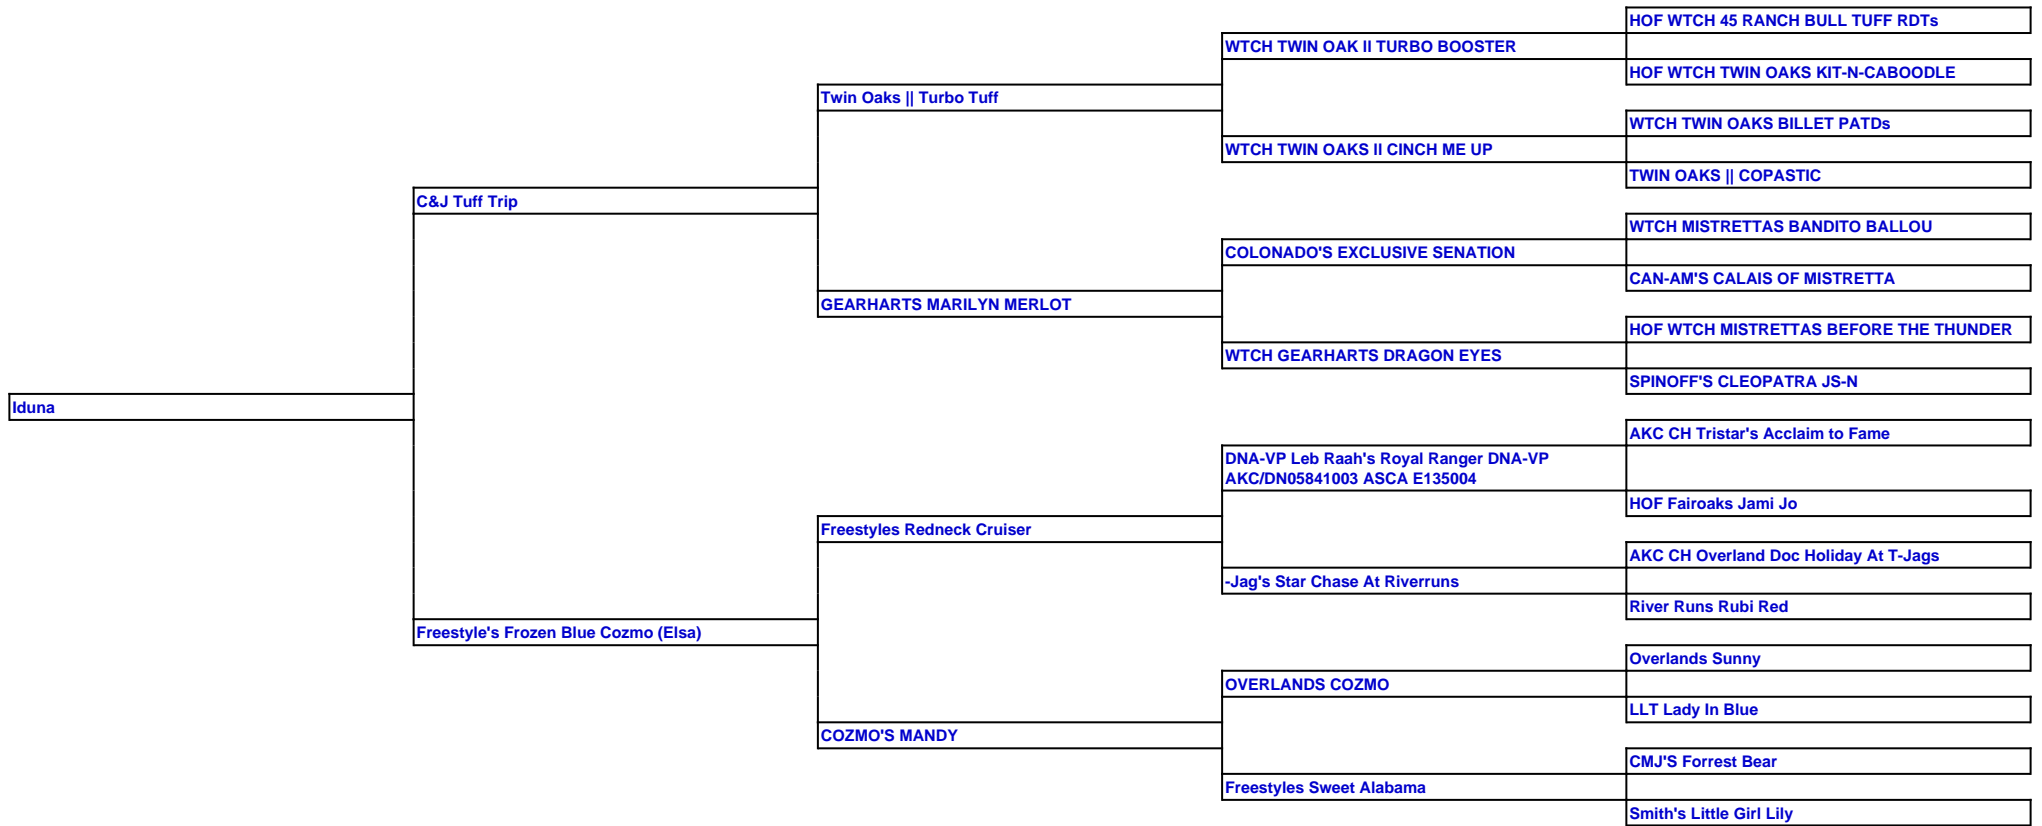 HOF WTCH 45 RANCH BULL TUFF RDTs
WTCH TWIN OAK II TURBO BOOSTER
HOF WTCH TWIN OAKS KIT-N-CABOODLE
Twin Oaks || Turbo Tuff
WTCH TWIN OAKS BILLET PATDs
WTCH TWIN OAKS II CINCH ME UP
TWIN OAKS || COPASTIC
C&J Tuff Trip
WTCH MISTRETTAS BANDITO BALLOU
COLONADO'S EXCLUSIVE SENATION
CAN-AM'S CALAIS OF MISTRETTA
GEARHARTS MARILYN MERLOT
HOF WTCH MISTRETTAS BEFORE THE THUNDER
WTCH GEARHARTS DRAGON EYES
SPINOFF'S CLEOPATRA JS-N
Iduna
AKC CH Tristar's Acclaim to Fame
DNA-VP Leb Raah's Royal Ranger DNA-VP
AKC/DN05841003 ASCA E135004
HOF Fairoaks Jami Jo
Freestyles Redneck Cruiser
AKC CH Overland Doc Holiday At T-Jags
-Jag's Star Chase At Riverruns
River Runs Rubi Red
Freestyle's Frozen Blue Cozmo (Elsa)
Overlands Sunny
OVERLANDS COZMO
LLT Lady In Blue
COZMO'S MANDY
CMJ'S Forrest Bear
Freestyles Sweet Alabama
Smith's Little Girl Lily